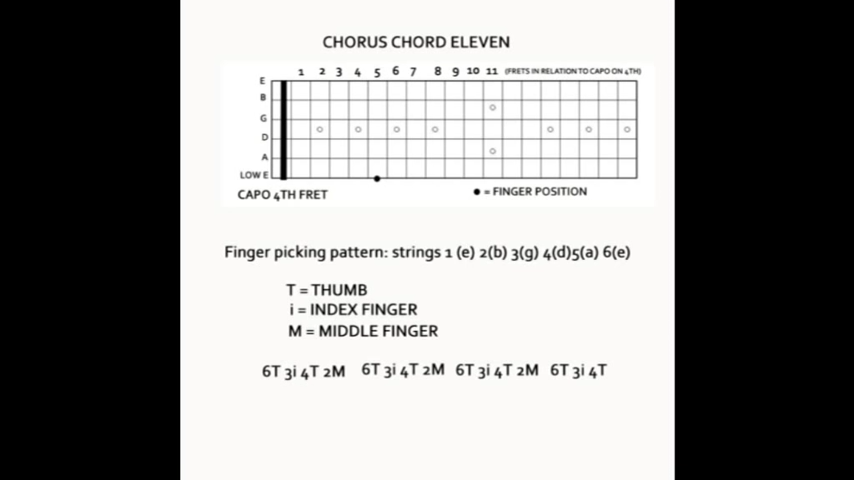 CHORUS CHORD ELEVEN
1 2 3 4 5 6 7 8 9 10 11 (FRETS IN RELATION TO CAPO ON 4TH)
E
B
G
D
A
LOW E
CAPO 4TH FRET
= FINGER POSITION
Finger picking pattern: strings 1 (e) 2(b) 3(g) 4(d)5(a) 6(e)
T = THUMB
i = INDEX FINGER
M = MIDDLE FINGER
6T 3i 4T 2M 6T 3i 4T 2M 6T 3i 4T 2M 6T 3i 4T